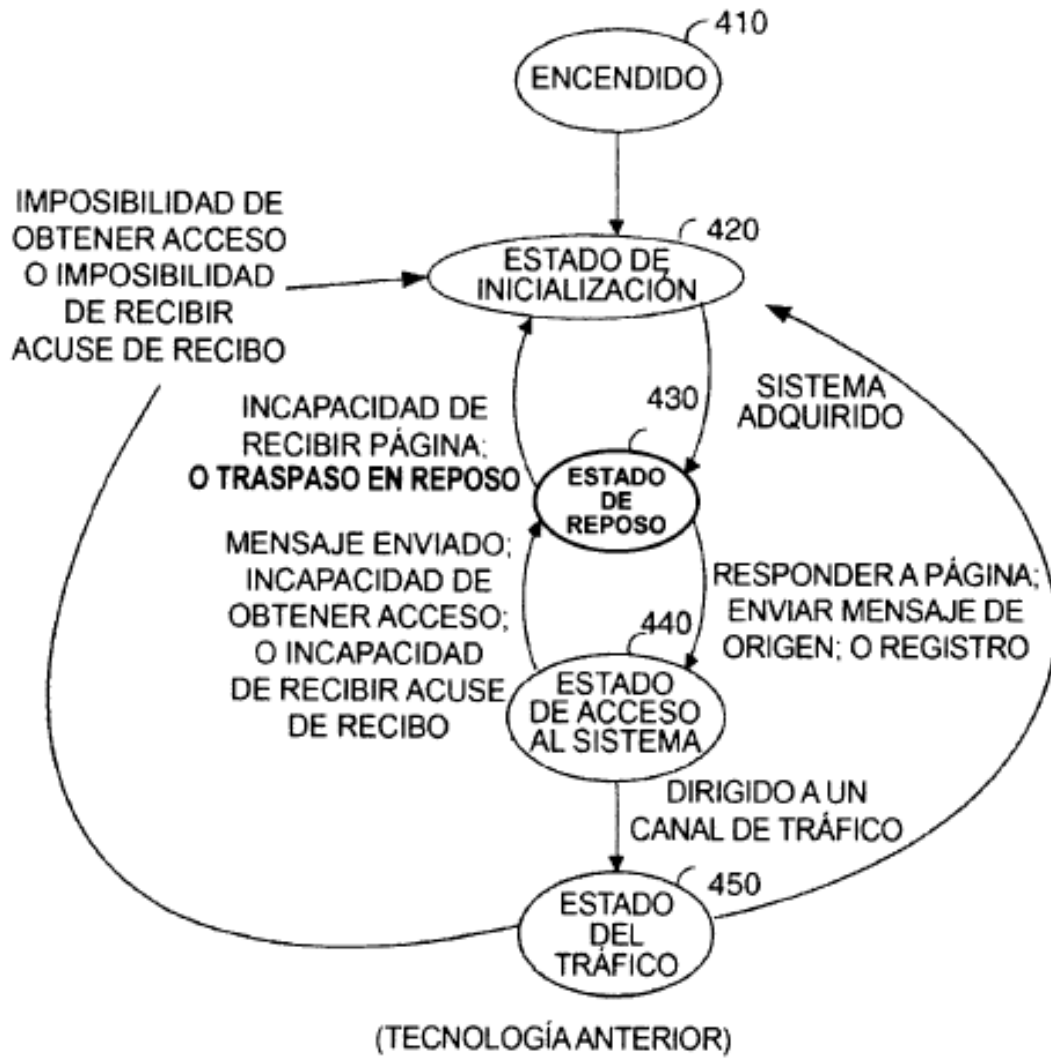 410
ENCENDIDO
420
ESTADO DE
INICIALIZACIÓN
IMPOSIBILIDAD DE
OBTENER ACCESO
O IMPOSIBILIDAD
DE RECIBIR
ACUSE DE RECIBO
SISTEMA
ADQUIRIDO
INCAPACIDAD DE
RECIBIR PÁGINA;
O TRASPASO EN REPOSO
430
ESTADO
DE
REPOSO
MENSAJE ENVIADO;
INCAPACIDAD DE
OBTENER ACCESO;
O INCAPACIDAD
DE RECIBIR ACUSE
DE RECIBO
RESPONDER A PÁGINA;
ENVIAR MENSAJE DE
ORIGEN; O REGISTRO
440
ESTADO
DE ACCESO
AL SISTEMA
DIRIGIDO A UN
CANAL DE TRÁFICO
450
ESTADO
DEL
TRÁFICO
(TECNOLOGÍA ANTERIOR)